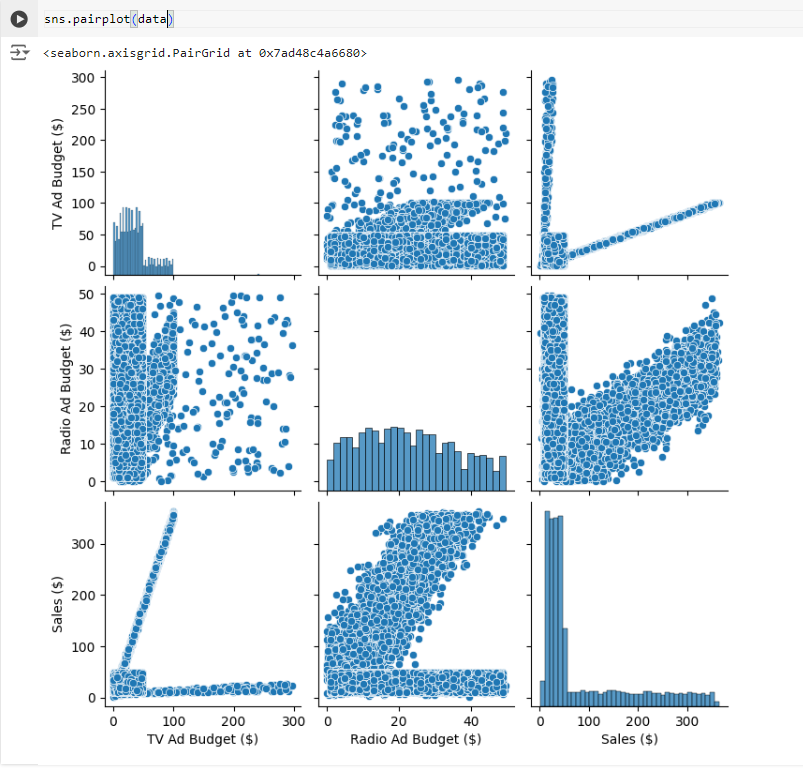 sns.pairplot(data)
<seaborn.axisgrid.PairGrid at 0x7ad48c4a6680>
300
250
200
150
100
50
0
TV Ad Budget ($)
50
40
30
20
10
0
Radio Ad Budget ($)
300
200
100
0
Sales ($)
0 100 200 300
TV Ad Budget ($)
0 20 40
Radio Ad Budget ($)
0 100 200 300
Sales ($)